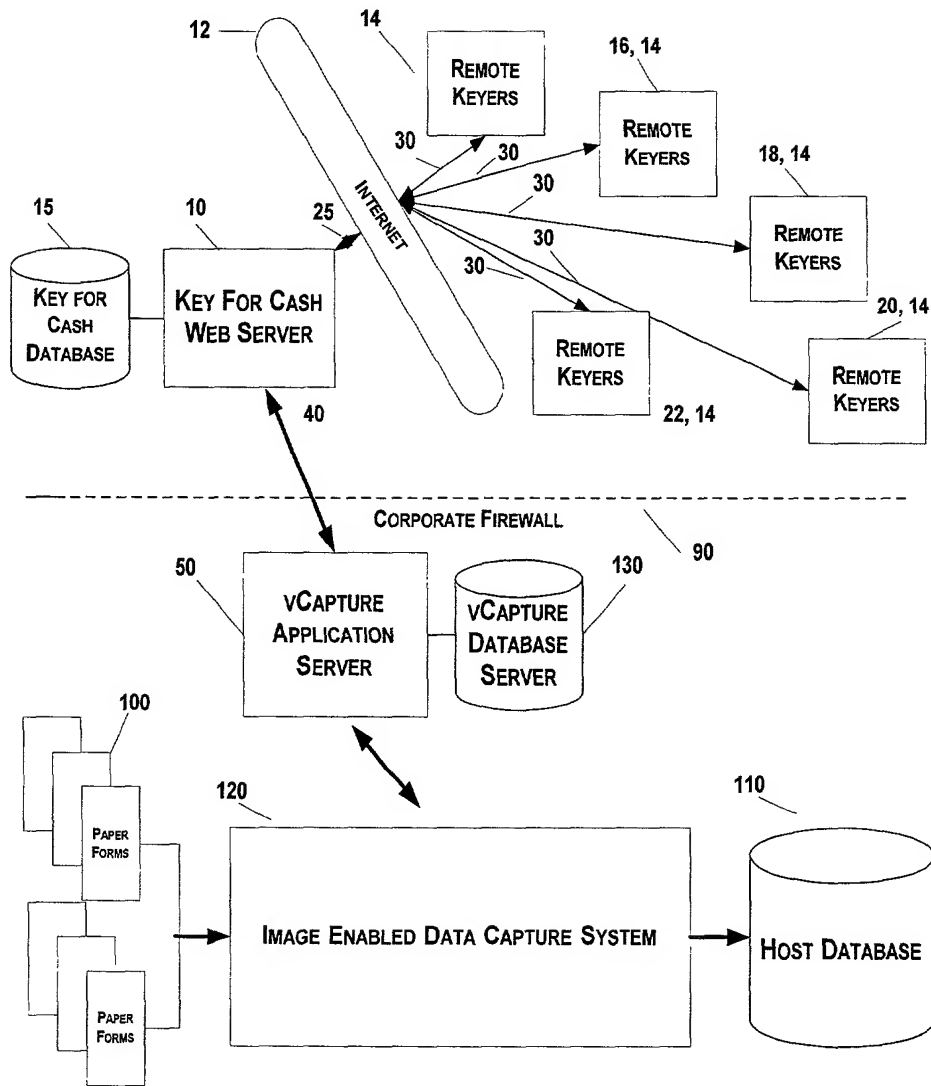 12
14
REMOTE
KEYERS
16, 14
REMOTE
KEYERS
30
30
18, 14
30
REMOTE
KEYERS
INTERNET
15
10
25
30
30
KEY FOR
CASH
DATABASE
KEY FOR CASH
WEB SERVER
REMOTE
KEYERS
20, 14
REMOTE
KEYERS
22, 14
40
CORPORATE FIREWALL
90
50
130
VCAPTURE
APPLICATION
SERVER
VCAPTURE
DATABASE
SERVER
100
PAPER
FORMS
120
110
IMAGE ENABLED DATA CAPTURE SYSTEM
HOST DATABASE
PAPER
FORMS